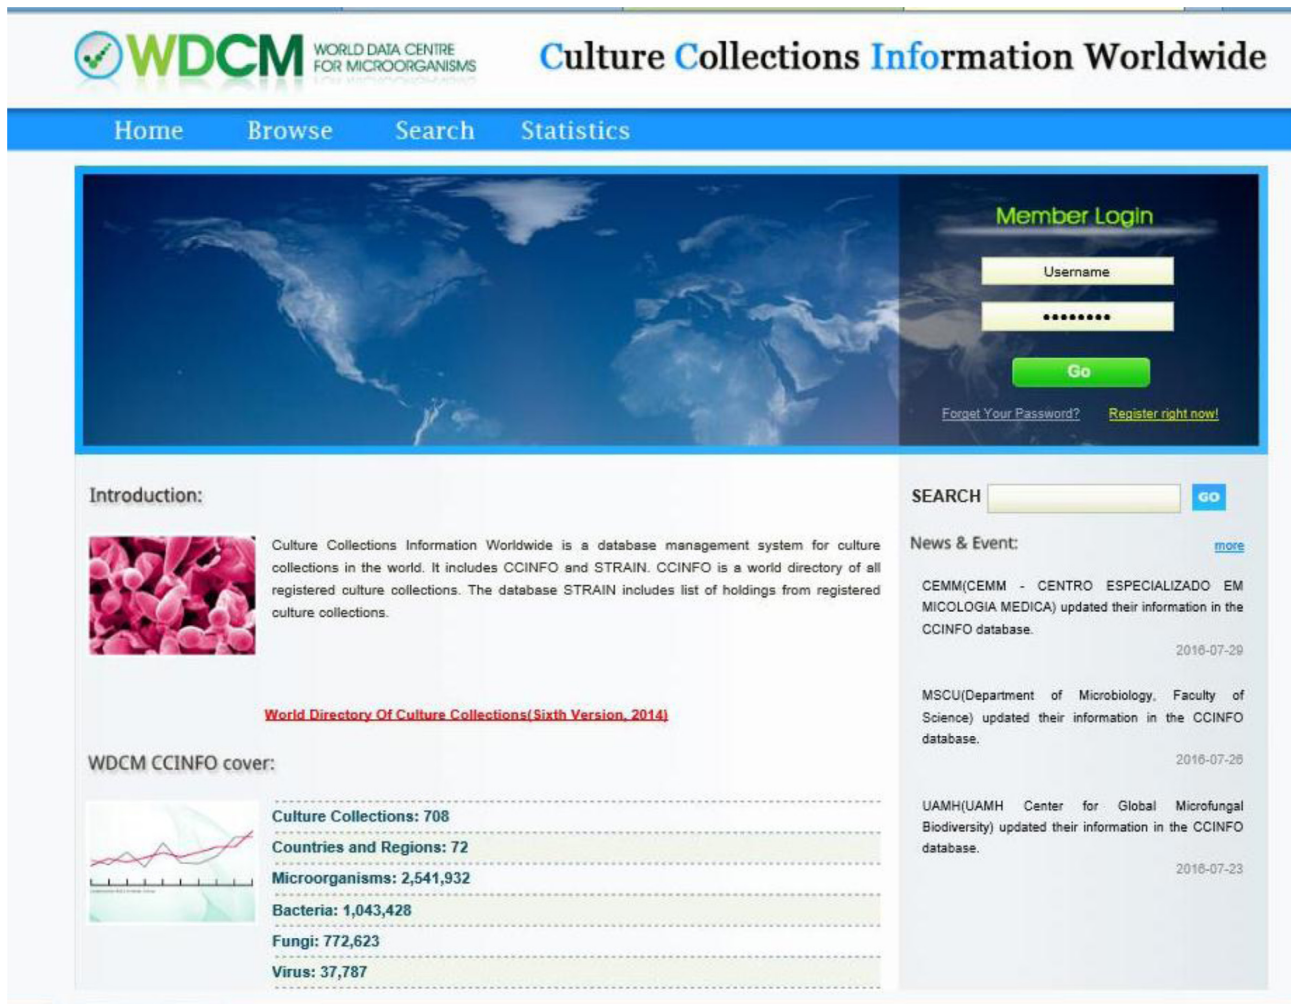 WDCM WORLD DATA CENTRE
FOR MICROORGANISMS
Culture Collections Information Worldwide
Home Browse Search Statistics
Member Login
Username
••••••••
Go
Forget Your Password? Register right now!
Introduction:
Culture Collections Information Worldwide is a database management system for culture
collections in the world. It includes CCINFO and STRAIN. CCINFO is a world directory of all
registered culture collections. The database STRAIN includes list of holdings from registered
culture collections.
World Directory Of Culture Collections(Sixth Version, 2014)
WDCM CCINFO cover:
Culture Collections: 708
Countries and Regions: 72
Microorganisms: 2,541,932
Bacteria: 1,043,428
Fungi: 772,623
Virus: 37,787
SEARCH GO
News & Event: more
CEMM(CEMM - CENTRO ESPECIALIZADO EM
MICOLOGIA MEDICA) updated their information in the
CCINFO database.
2016-07-29
MSCU(Department of Microbiology, Faculty of
Science) updated their information in the CCINFO
database.
2016-07-26
UAMH(UAMH Center for Global Microfungal
Biodiversity) updated their information in the CCINFO
database.
2016-07-23